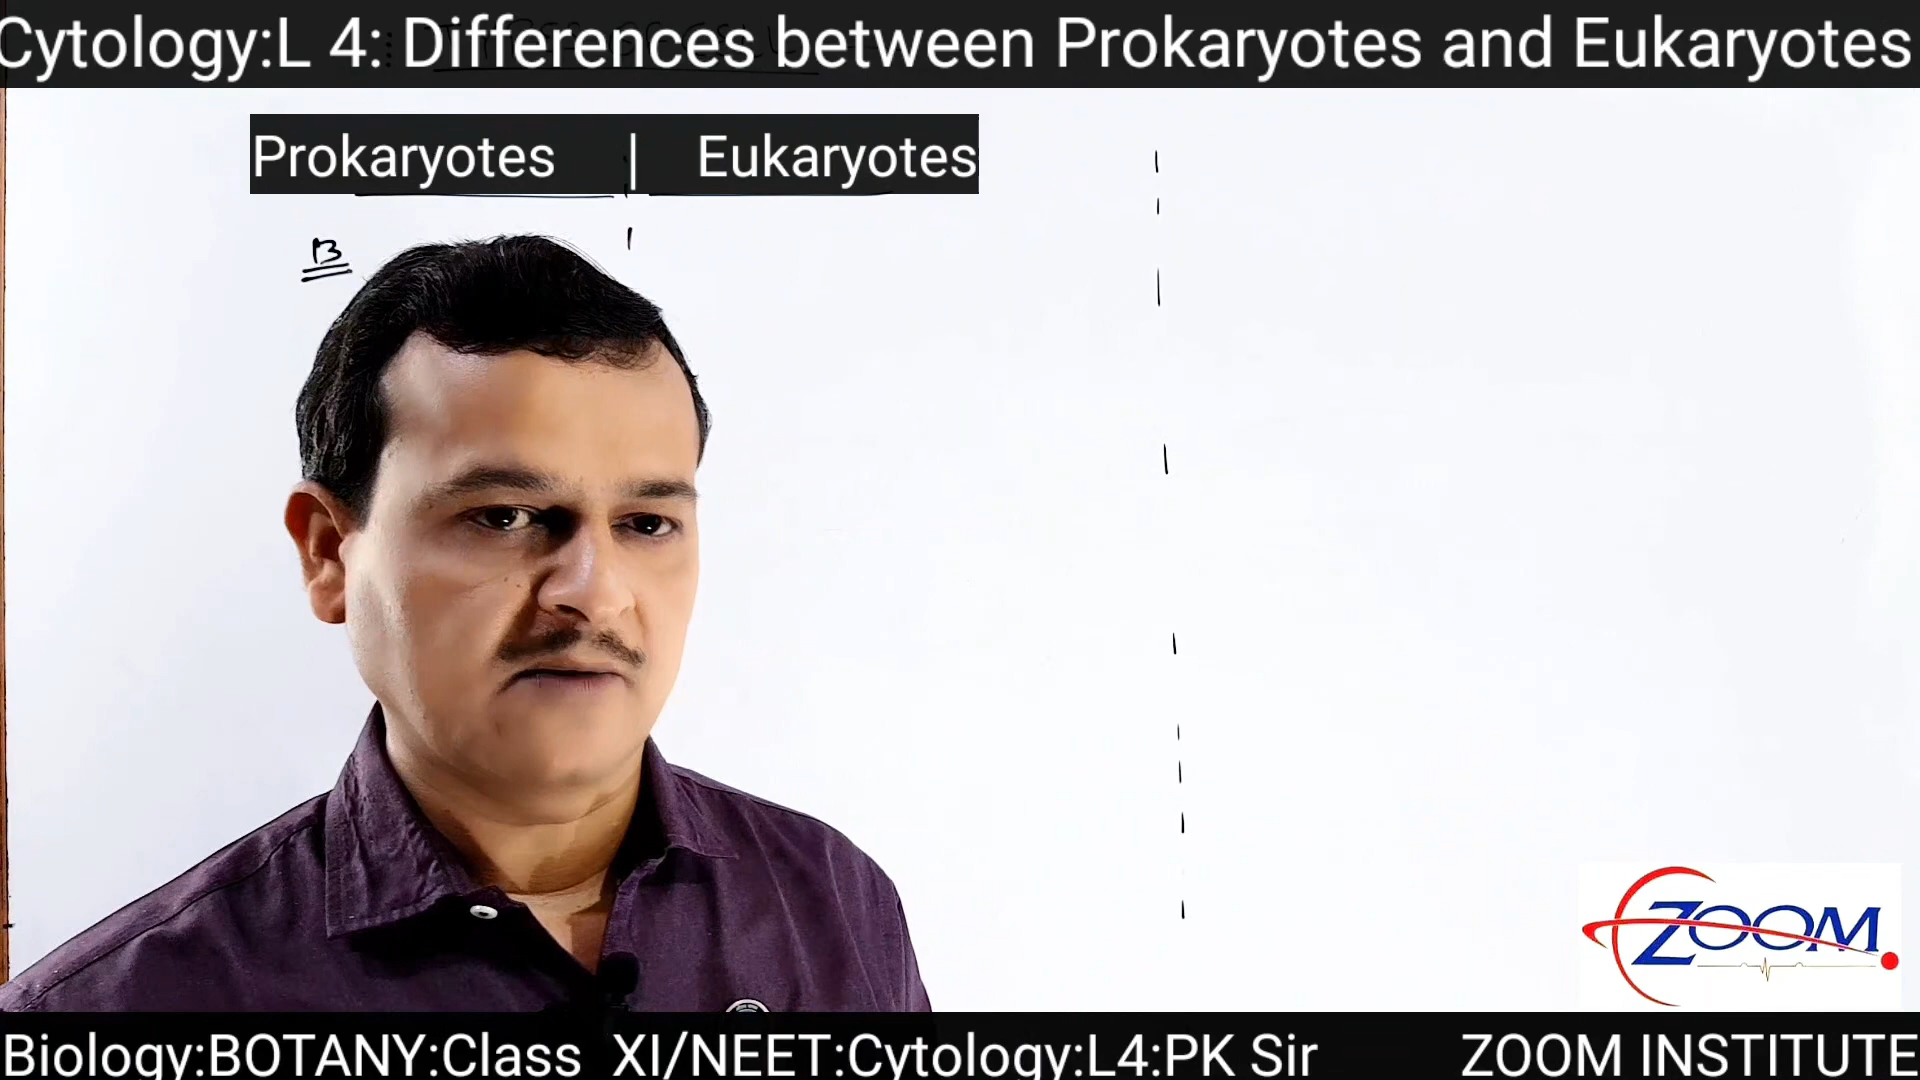 Cytology:L 4: Differences between Prokaryotes and Eukaryotes
Prokaryotes | Eukaryotes
B
ZOOM
Biology:BOTANY:Class XI/NEET:Cytology:L4:PK Sir ZOOM INSTITUTE